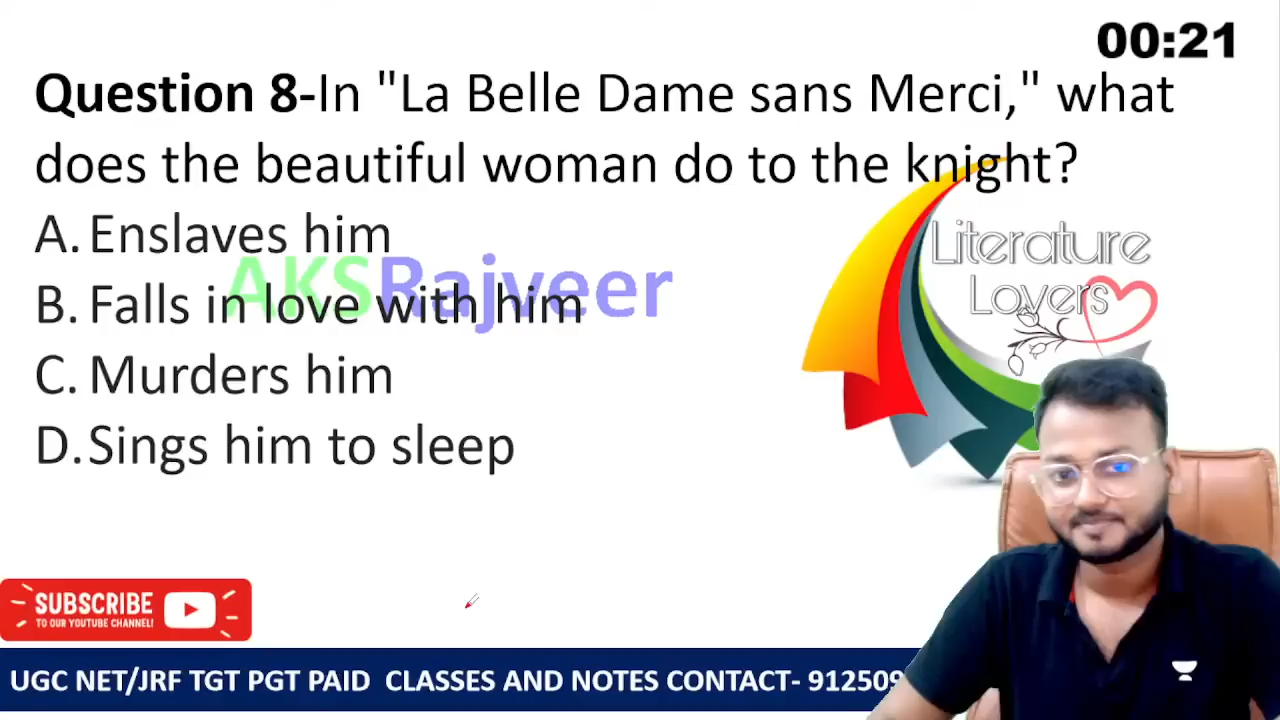 00:21
Question 8-In "La Belle Dame sans Merci," what
does the beautiful woman do to the knight?
A. Enslaves him
B. Falls in love with him
C. Murders him
D. Sings him to sleep
AKSRajveer
Literature
Lovers
SUBSCRIBE
TO OUR YOUTUBE CHANNEL!
UGC NET/JRF TGT PGT PAID CLASSES AND NOTES CONTACT- 912509